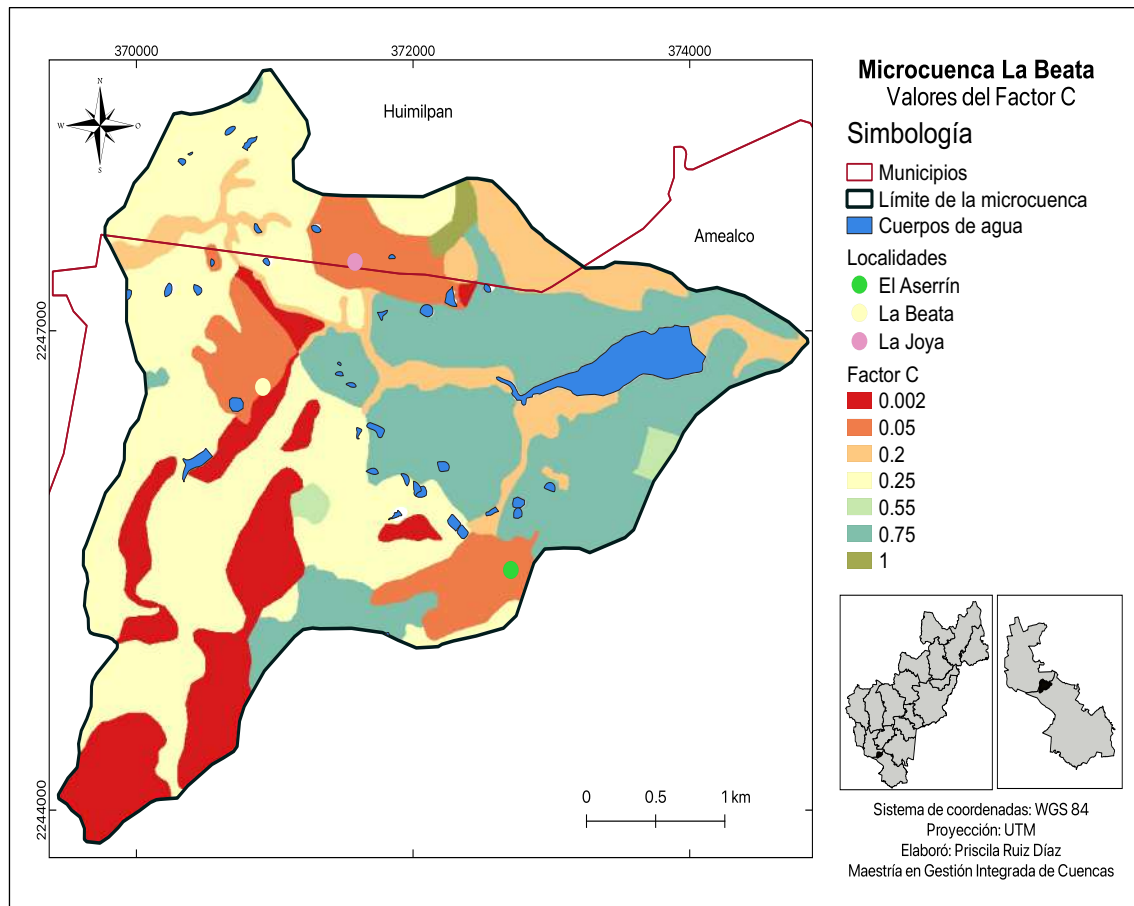 370000
372000
374000
2247000
2244000
N
W
O
S
Huimilpan
Amealco
0
0.5
1 km
Microcuenca La Beata
Valores del Factor C
Simbología
Municipios
Límite de la microcuenca
Cuerpos de agua
Localidades
El Aserrín
La Beata
La Joya
Factor C
0.002
0.05
0.2
0.25
0.55
0.75
1
Sistema de coordenadas: WGS 84
Proyección: UTM
Elaboró: Priscila Ruiz Díaz
Maestría en Gestión Integrada de Cuencas